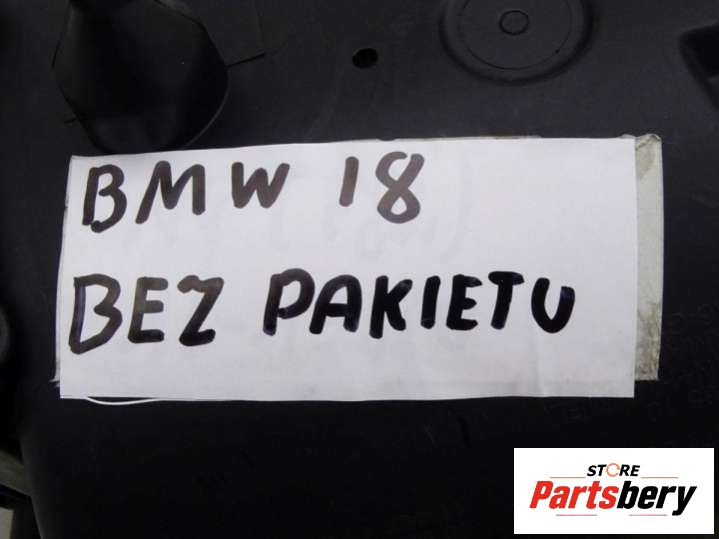 BMW 18
BEZ PAKIETU
STORE
Partsbery